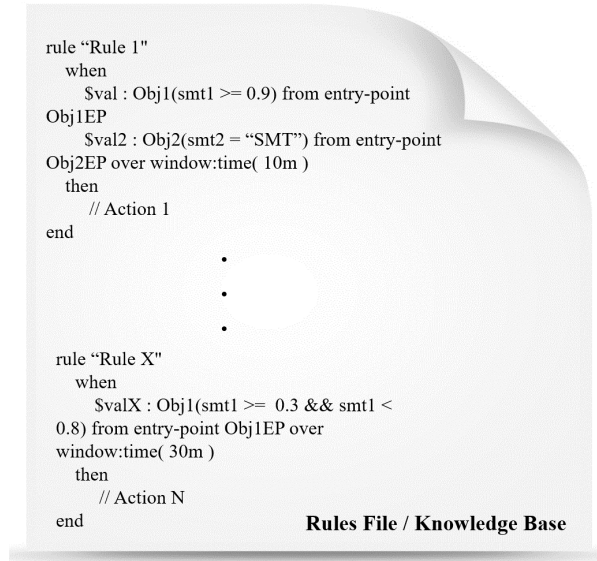 rule “Rule 1"
when
$val : Obj1(smt1 >= 0.9) from entry-point
Obj1EP
$val2 : Obj2(smt2 = “SMT”) from entry-point
Obj2EP over window:time( 10m )
then
// Action 1
end
rule “Rule X"
when
$valX : Obj1(smt1 >=  0.3 && smt1 <
0.8) from entry-point Obj1EP over
window:time( 30m )
then
// Action N
end
Rules File / Knowledge Base